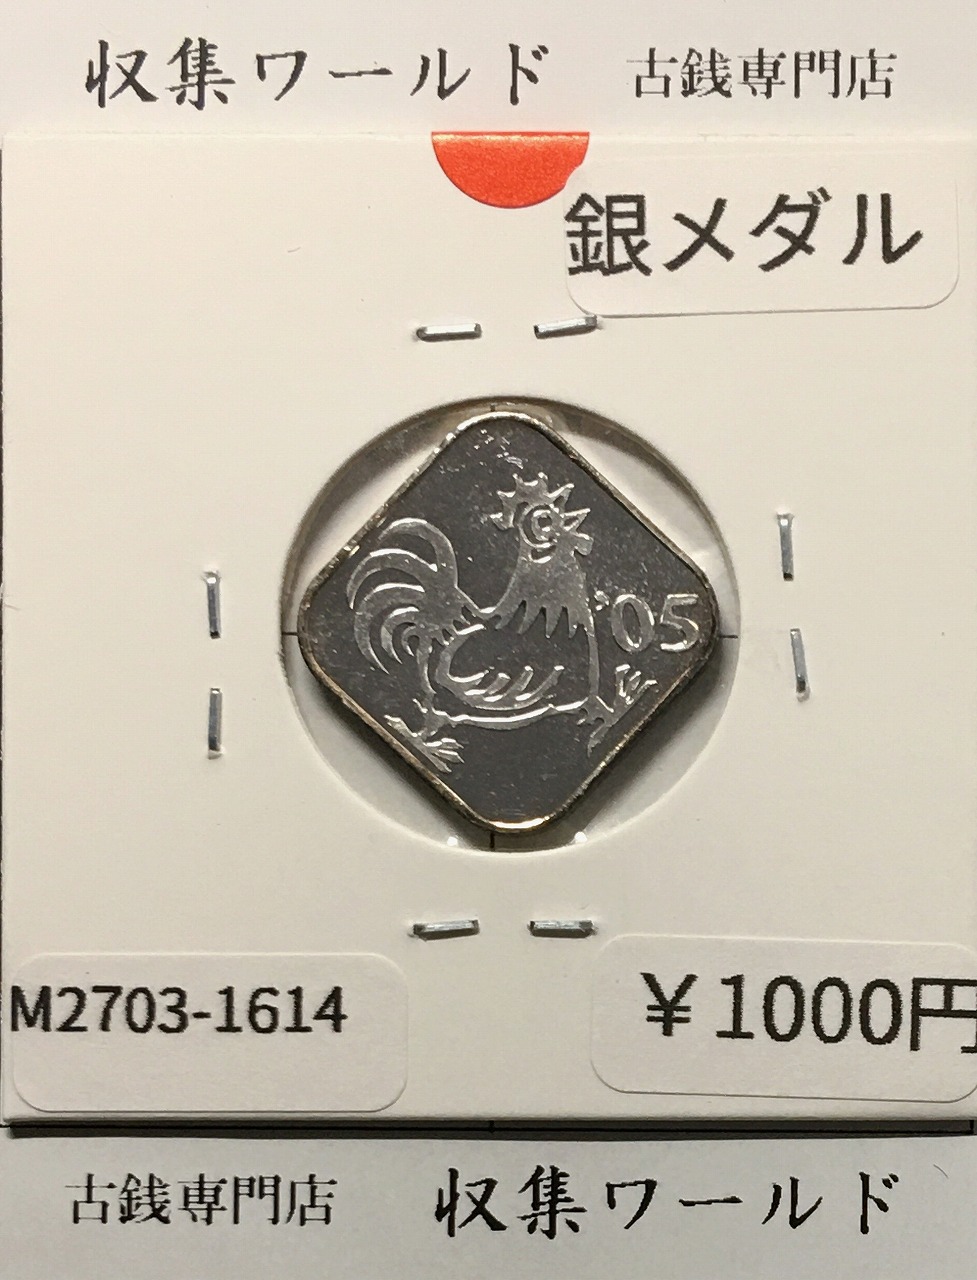 収集ワールド 古銭専門店
銀メダル
'05
M2703-1614
￥1000円
古銭専門店 収集ワールド